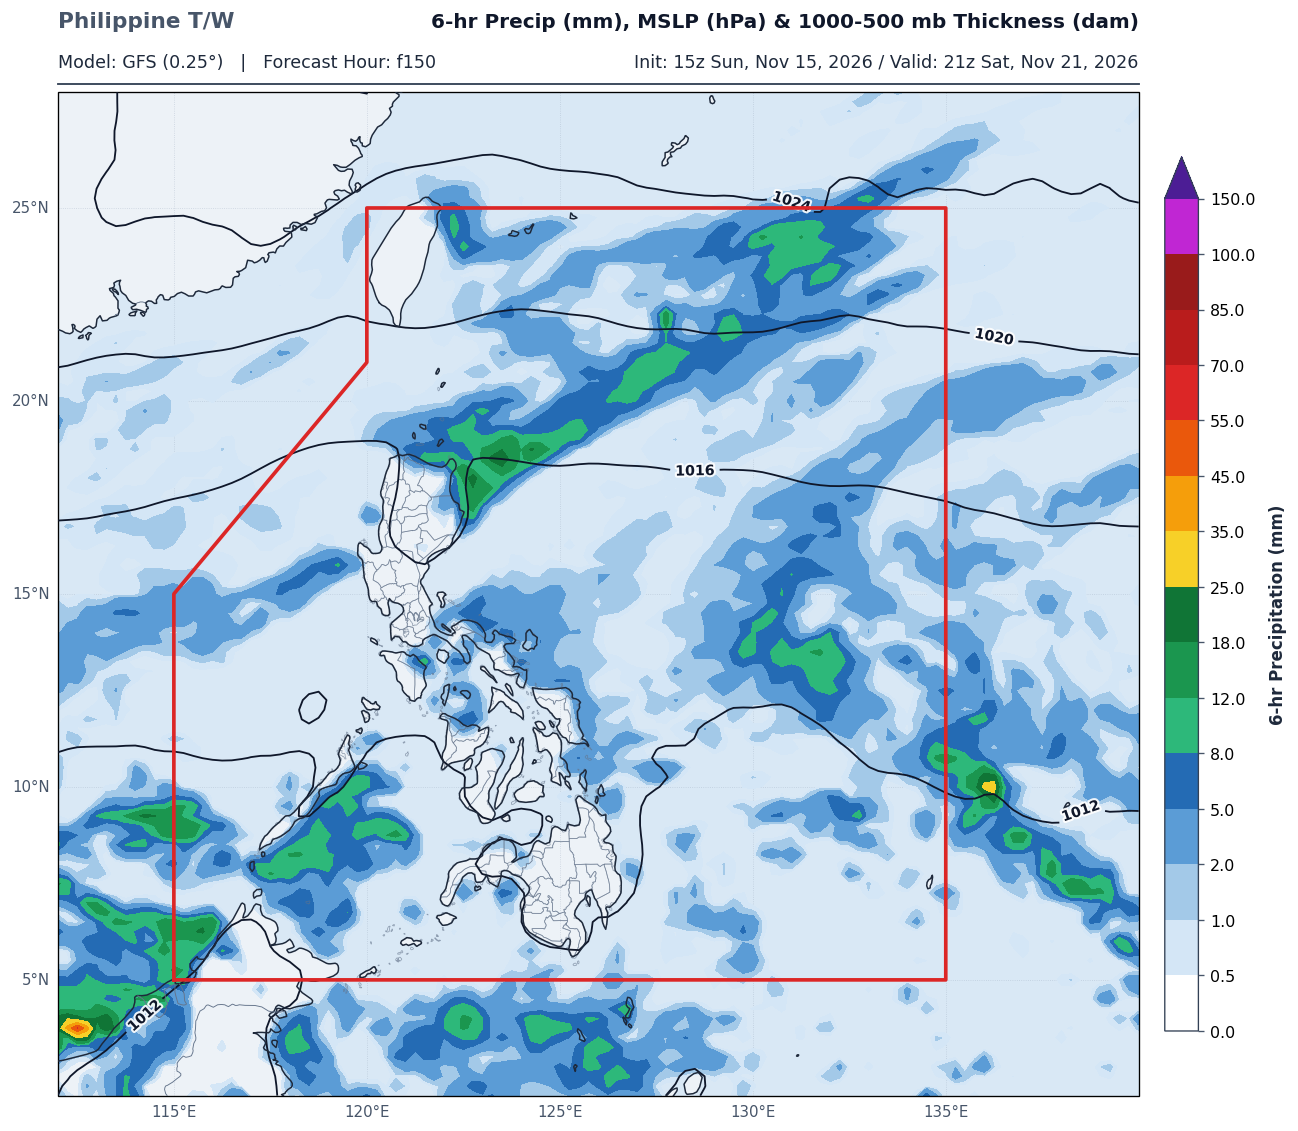 Philippine T/W
6-hr Precip (mm), MSLP (hPa) & 1000-500 mb Thickness (dam)
Model: GFS (0.25°) | Forecast Hour: f150
Init: 15z Sun, Nov 15, 2026 / Valid: 21z Sat, Nov 21, 2026
25°N
20°N
15°N
10°N
5°N
115°E
120°E
125°E
130°E
135°E
1024
1020
1016
1012
1012
150.0
100.0
85.0
70.0
55.0
45.0
35.0
25.0
18.0
12.0
8.0
5.0
2.0
1.0
0.5
0.0
6-hr Precipitation (mm)